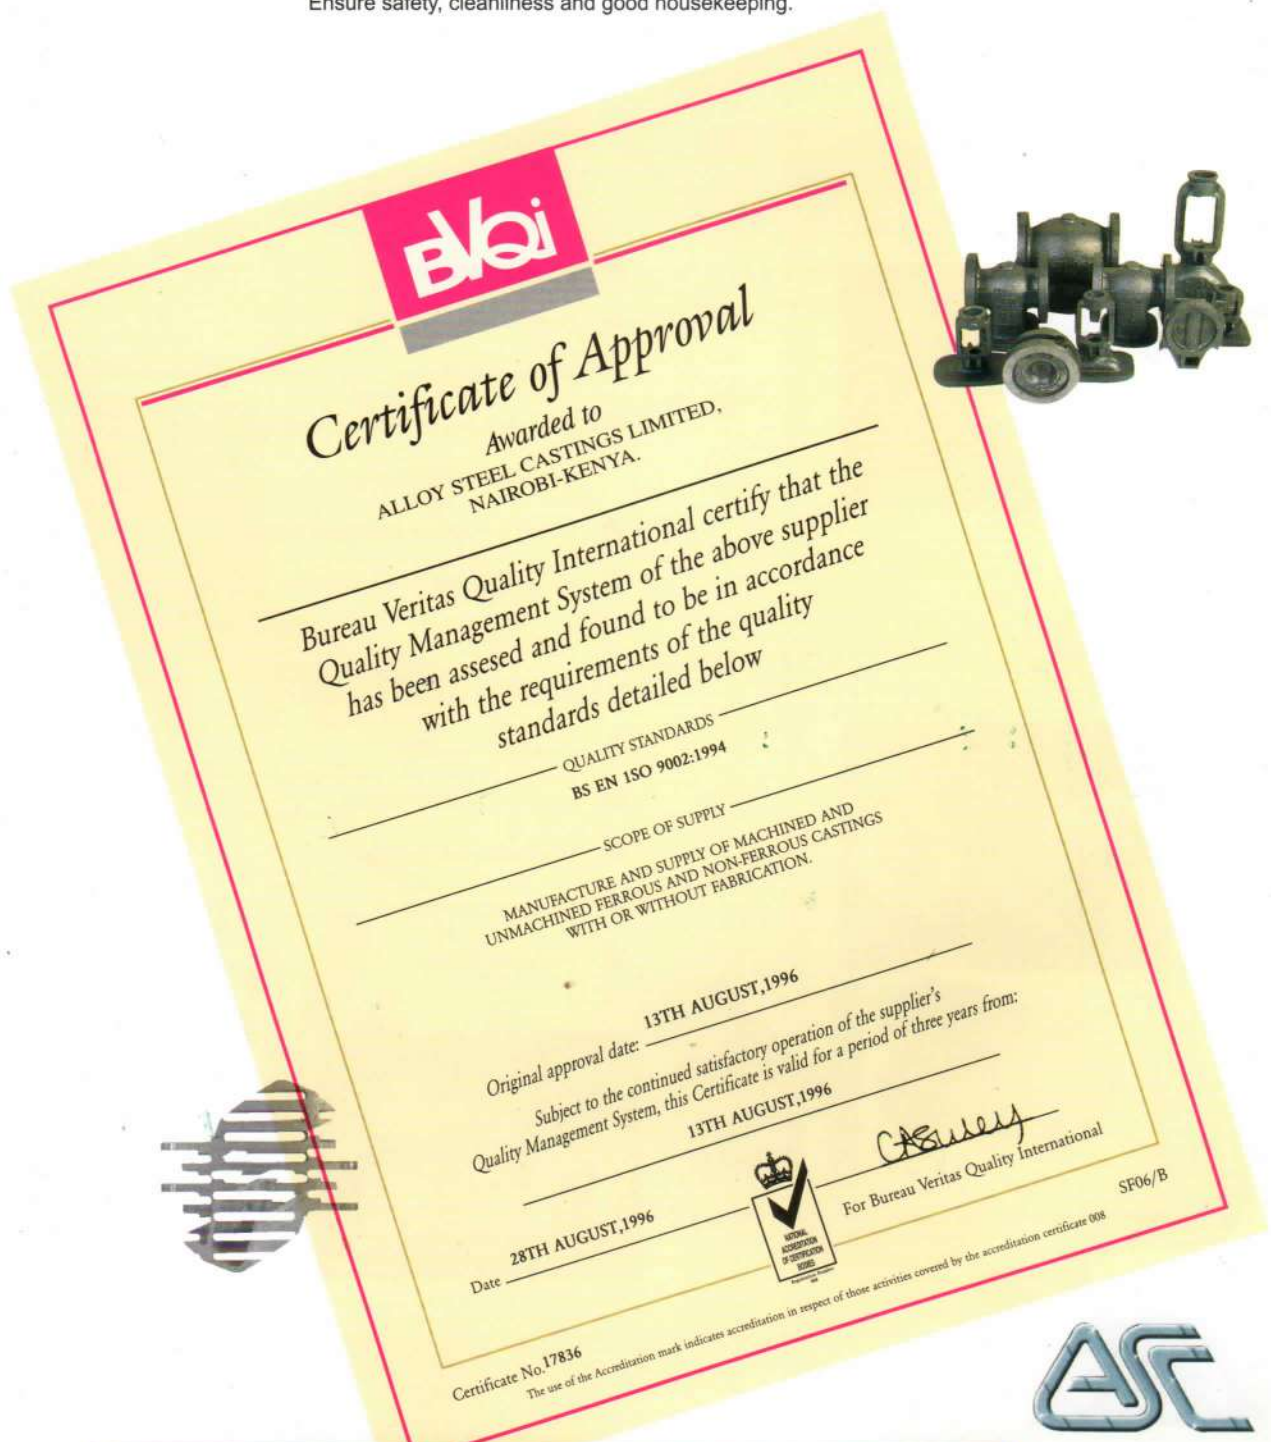 Ensure safety, cleanliness and good housekeeping.
BVQi
Certificate of Approval
Awarded to
ALLOY STEEL CASTINGS LIMITED,
NAIROBI-KENYA.
Bureau Veritas Quality International certify that the
Quality Management System of the above supplier
has been assesed and found to be in accordance
with the requirements of the quality
standards detailed below
QUALITY STANDARDS
BS EN 1SO 9002:1994
SCOPE OF SUPPLY
MANUFACTURE AND SUPPLY OF MACHINED AND
UNMACHINED FERROUS AND NON-FERROUS CASTINGS
WITH OR WITHOUT FABRICATION.
Original approval date: 13TH AUGUST,1996
Subject to the continued satisfactory operation of the supplier's
Quality Management System, this Certificate is valid for a period of three years from:
13TH AUGUST,1996
Date 28TH AUGUST,1996
NATIONAL
ACCREDITATION
OF CERTIFICATION
BODIES
For Bureau Veritas Quality International
SF06/B
Certificate No.17836
The use of the Accreditation mark indicates accreditation in respect of those activities covered by the accreditation certificate 008
ASC